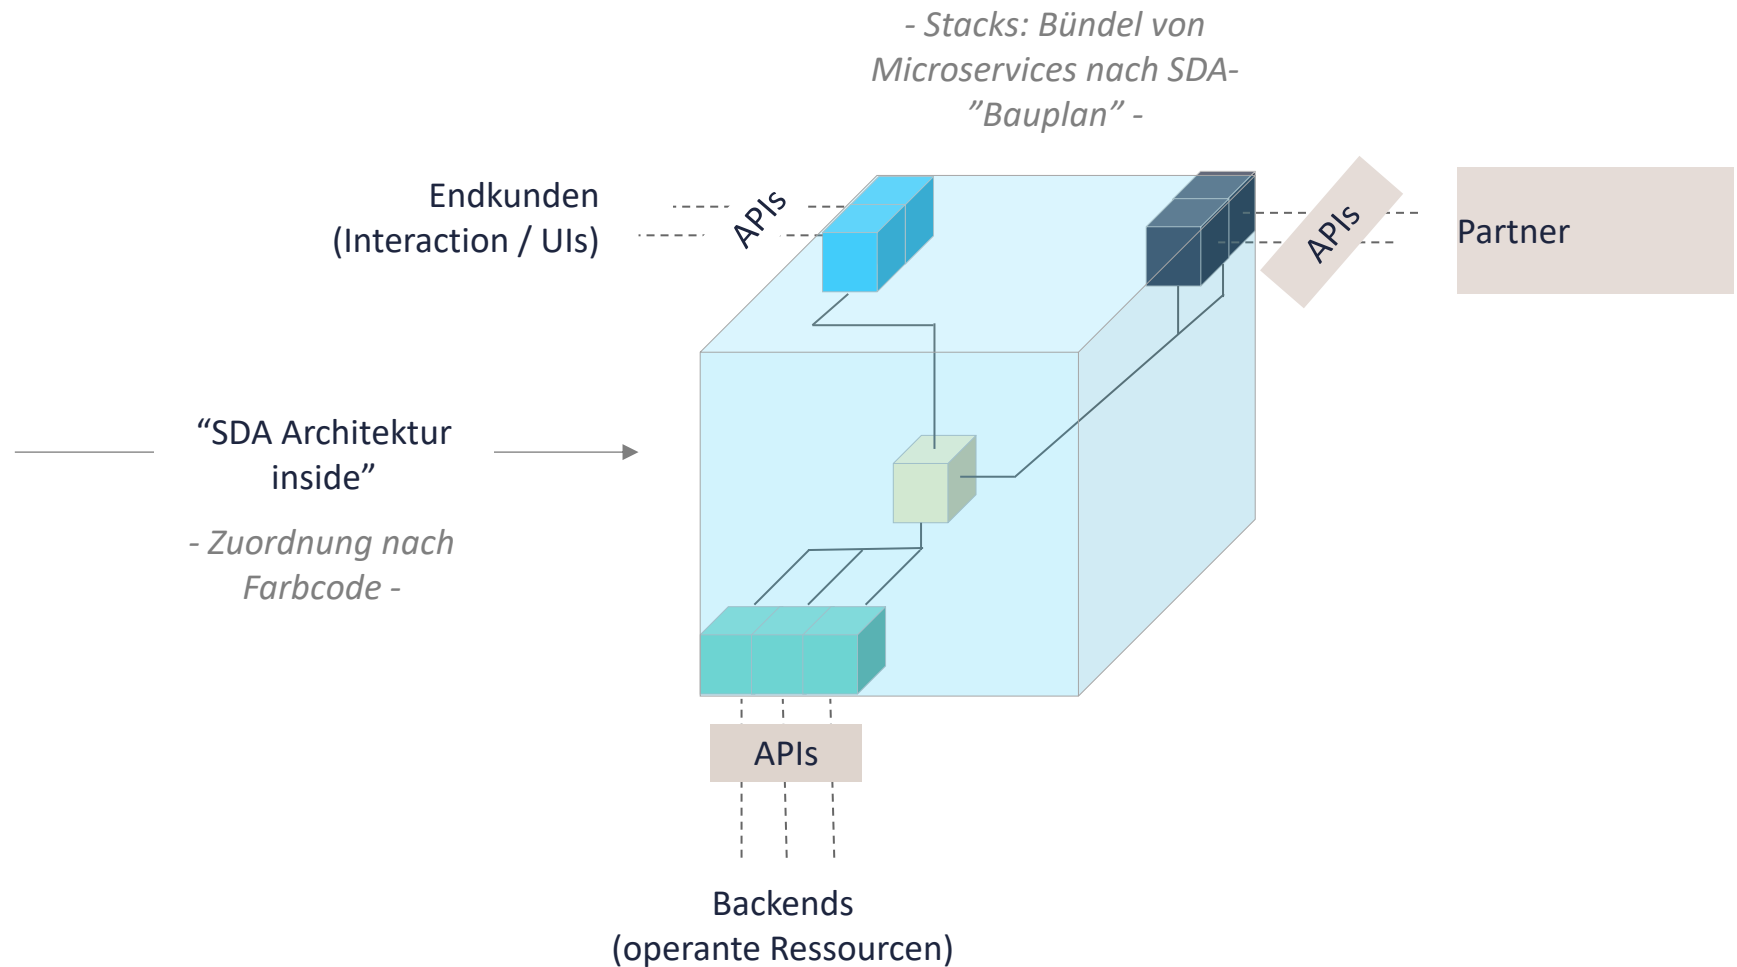 - Stacks: Bündel von
Microservices nach SDA-
”Bauplan” -
Endkunden
(Interaction / UIs)
APIs
APIs
Partner
“SDA Architektur
inside”
- Zuordnung nach
Farbcode -
APIs
Backends
(operante Ressourcen)